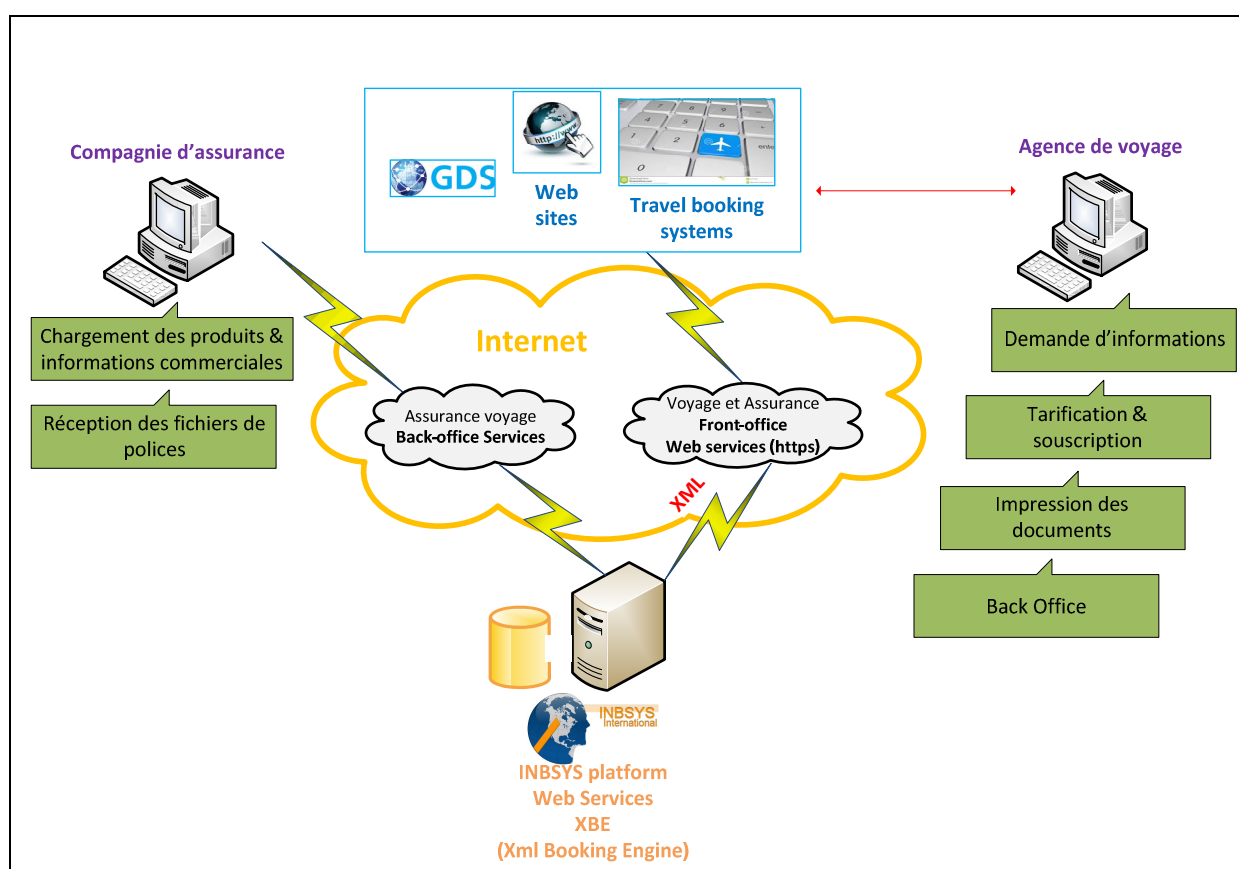 Compagnie d'assurance
GDS
http://www.
Web
sites
Travel booking
systems
Agence de voyage
Chargement des produits &
informations commerciales
Réception des fichiers de
polices
Internet
Assurance voyage
Back-office Services
Voyage et Assurance
Front-office
Web services (https)
XML
Demande d'informations
Tarification &
souscription
Impression des
documents
Back Office
INBSYS
International
INBSYS platform
Web Services
XBE
(Xml Booking Engine)